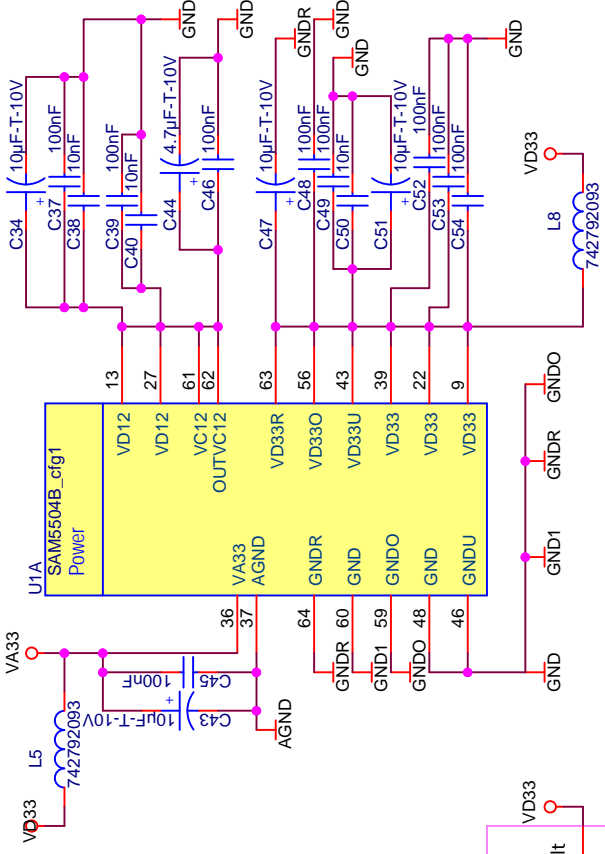 GND
GND
GND
GNDR
GND
GND
10µF-T-10V
100nF
10nF
100nF
10nF
4.7µF-T-10V
100nF
10µF-T-10V
100nF
100nF
10nF
10µF-T-10V
100nF
100nF
100nF
C34
C37
C38
C39
C40
C44
C46
C47
C48
C49
C50
C51
C52
C53
C54
VD33
L8
742792093
13
27
61
62
63
56
43
39
22
9
U1A
SAM5504B_cfg1
Power
VD12
VD12
VC12
OUTVC12
VD33R
VD33O
VD33U
VD33
VD33
VD33
VA33
AGND
GNDR
GND
GNDO
GND
GNDU
36
37
64
60
59
48
46
GNDO
GNDR
GND1
GND
GNDR
GND1
GNDO
VA33
L5
742792093
VD33
100nF
C45
10µF-T-10V
C43
AGND
VD33
lt